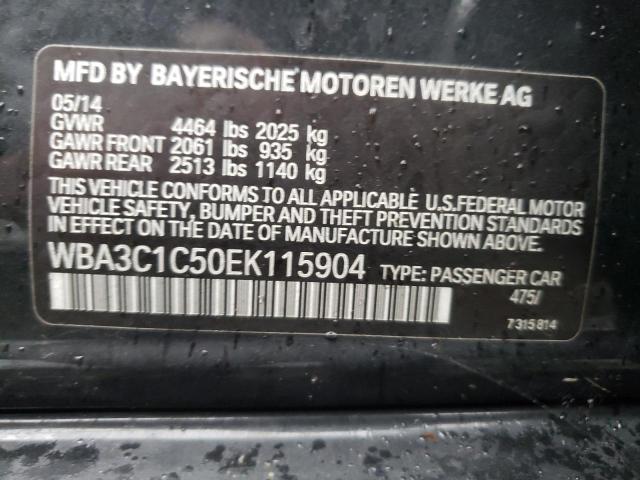 MFD BY BAYERISCHE MOTOREN WERKE AG
05/14
GVWR 4464 lbs 2025 kg
GAWR FRONT 2061 lbs 935 kg
GAWR REAR 2513 lbs 1140 kg
THIS VEHICLE CONFORMS TO ALL APPLICABLE U.S.FEDERAL MOTOR
VEHICLE SAFETY, BUMPER AND THEFT PREVENTION STANDARDS
IN EFFECT ON THE DATE OF MANUFACTURE SHOWN ABOVE.
WBA3C1C50EK115904 TYPE: PASSENGER CAR
475/
7315814